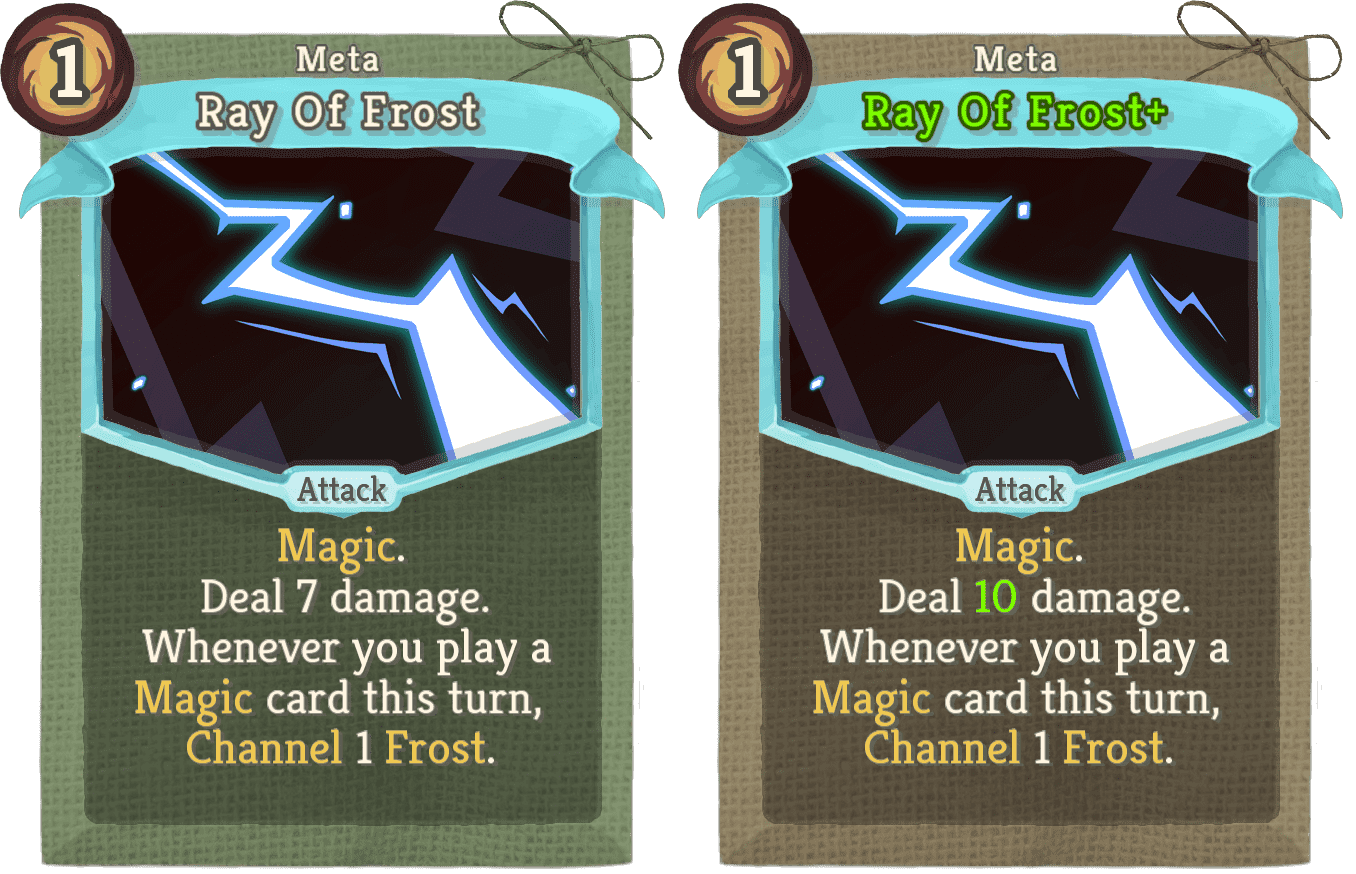 1
Meta
Ray Of Frost
Attack
Magic.
Deal 7 damage.
Whenever you play a
Magic card this turn,
Channel 1 Frost.
1
Meta
Ray Of Frost+
Attack
Magic.
Deal 10 damage.
Whenever you play a
Magic card this turn,
Channel 1 Frost.